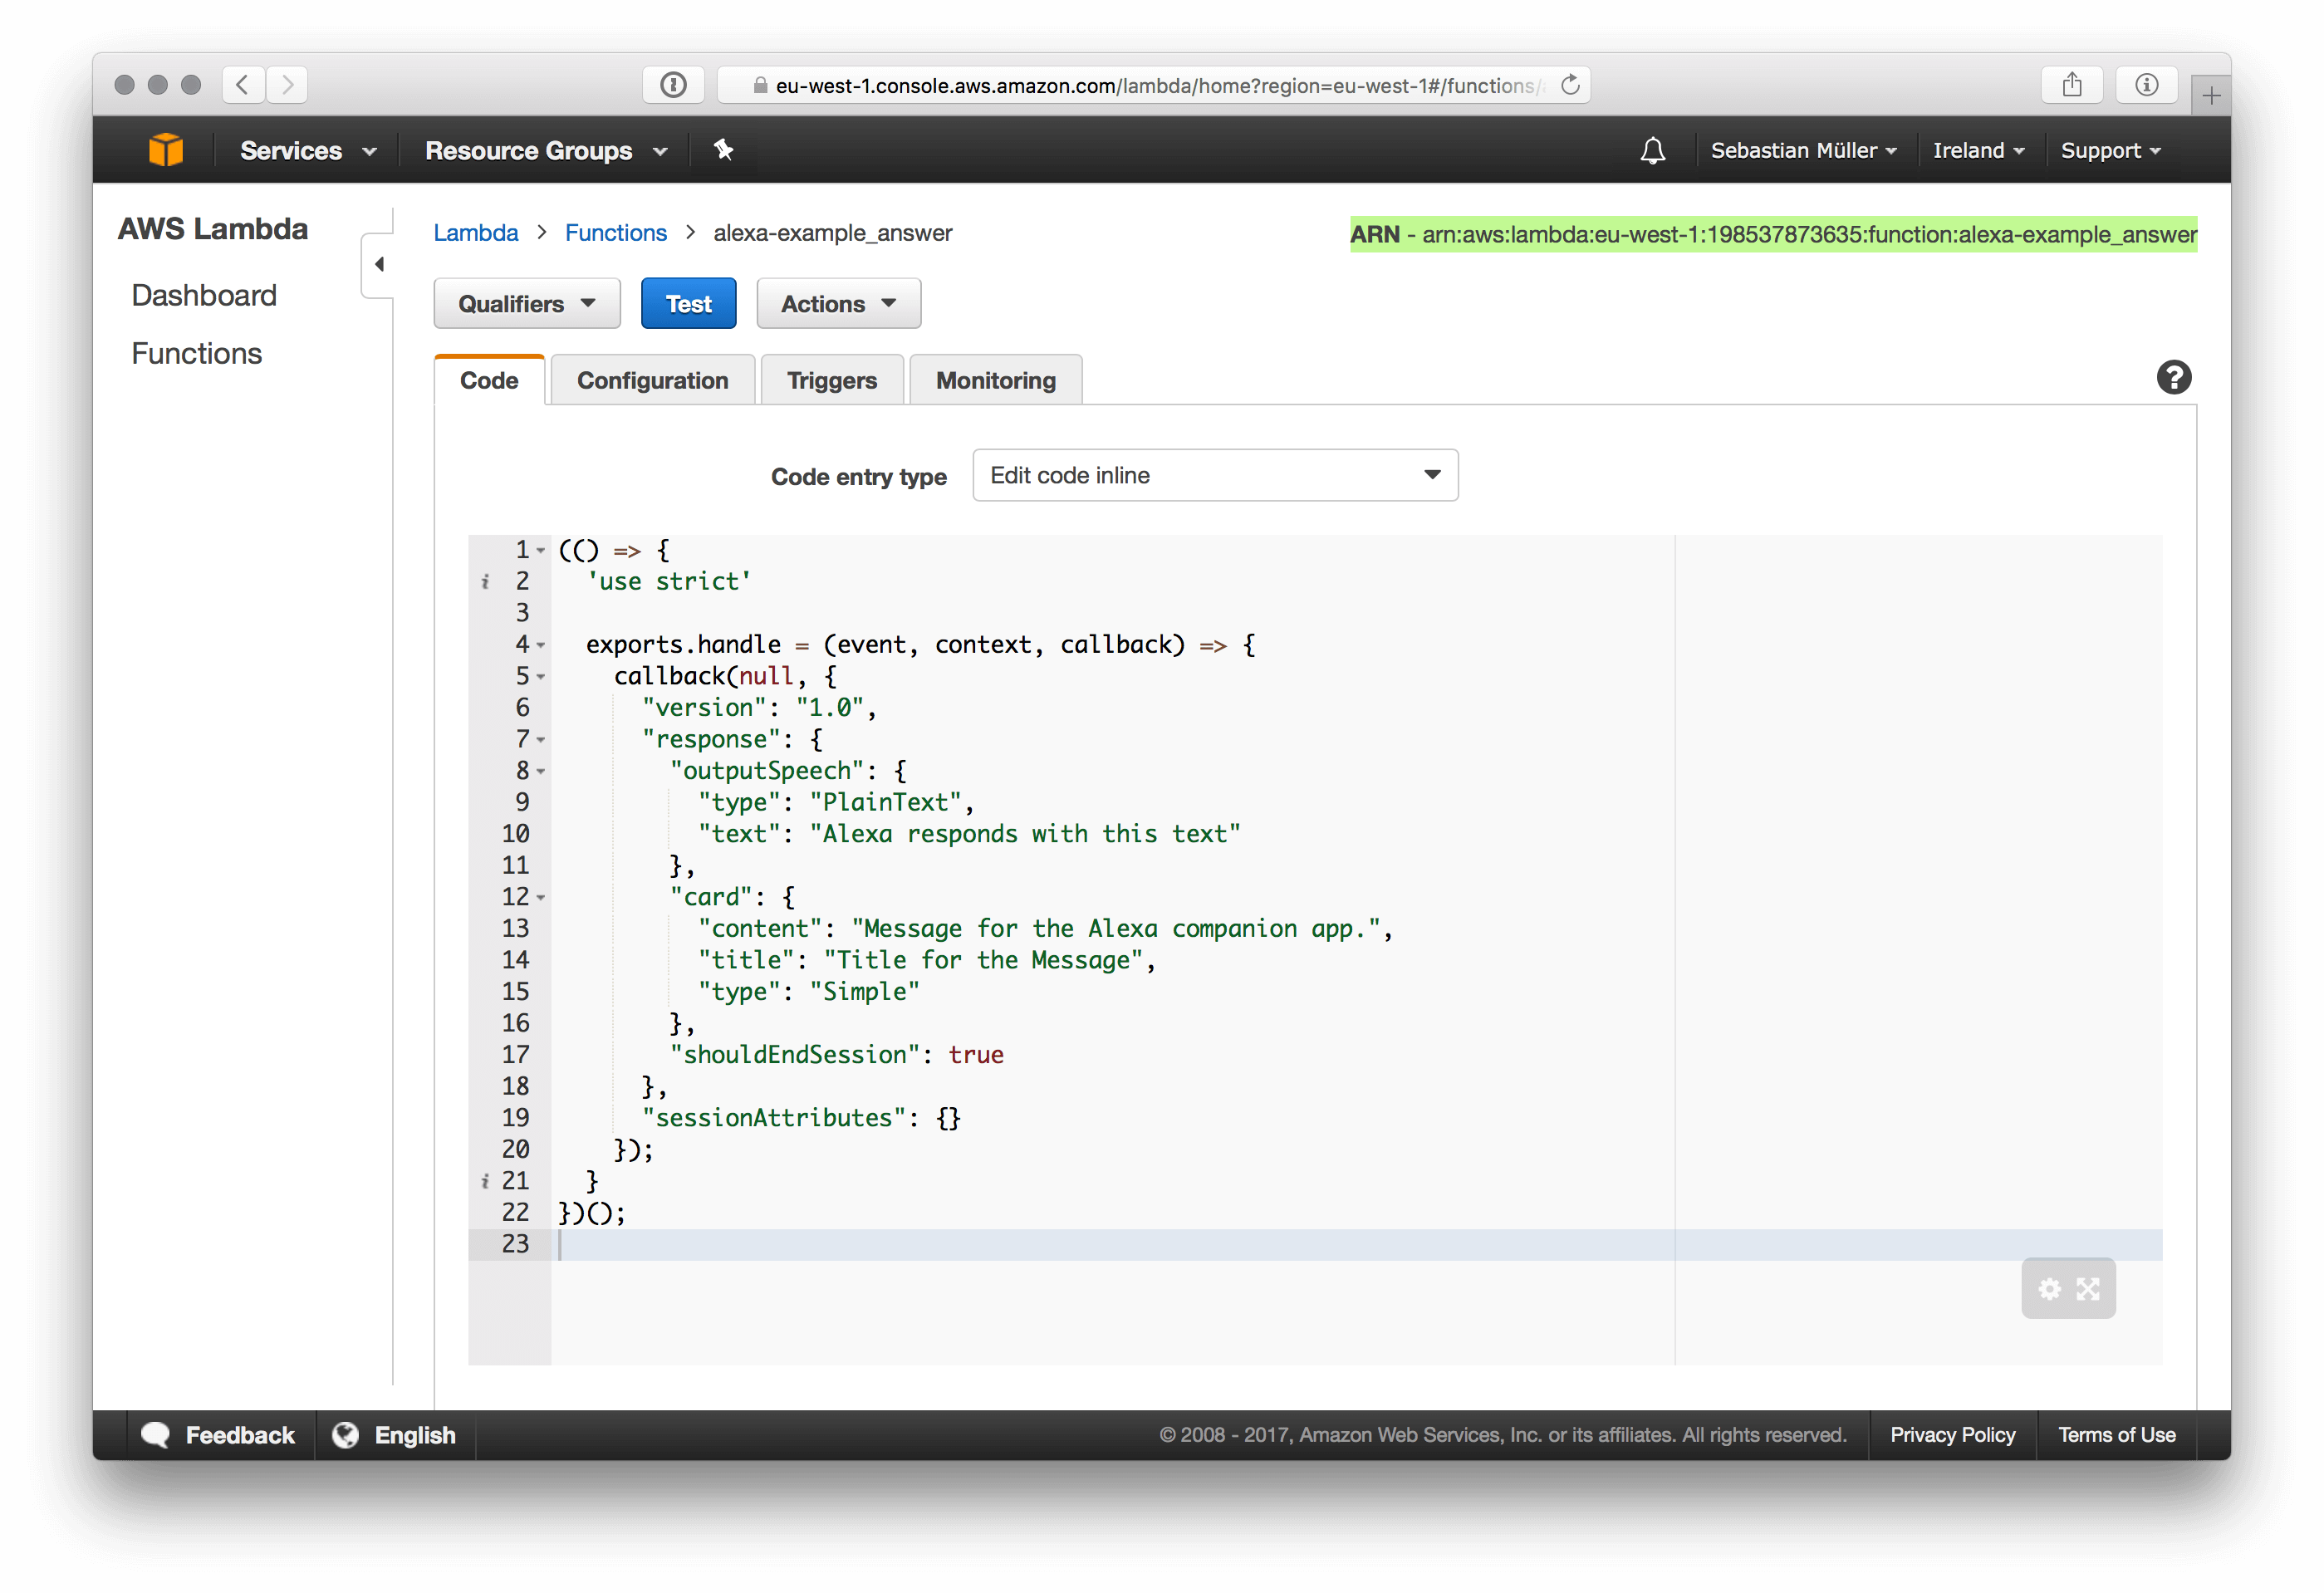 eu-west-1.console.aws.amazon.com/lambda/home?region=eu-west-1#/functions/
Services
Resource Groups
Sebastian Müller
Ireland
Support
AWS Lambda
Dashboard
Functions
Lambda > Functions > alexa-example_answer
ARN - arn:aws:lambda:eu-west-1:198537873635:function:alexa-example_answer
Qualifiers
Test
Actions
Code
Configuration
Triggers
Monitoring
Code entry type
Edit code inline
1 (() => {
2 'use strict'
3
4 exports.handle = (event, context, callback) => {
5 callback(null, {
6 "version": "1.0",
7 "response": {
8 "outputSpeech": {
9 "type": "PlainText",
10 "text": "Alexa responds with this text"
11 },
12 "card": {
13 "content": "Message for the Alexa companion app.",
14 "title": "Title for the Message",
15 "type": "Simple"
16 },
17 "shouldEndSession": true
18 },
19 "sessionAttributes": {}
20 });
21 }
22 })();
23
Feedback
English
© 2008 - 2017, Amazon Web Services, Inc. or its affiliates. All rights reserved.
Privacy Policy
Terms of Use